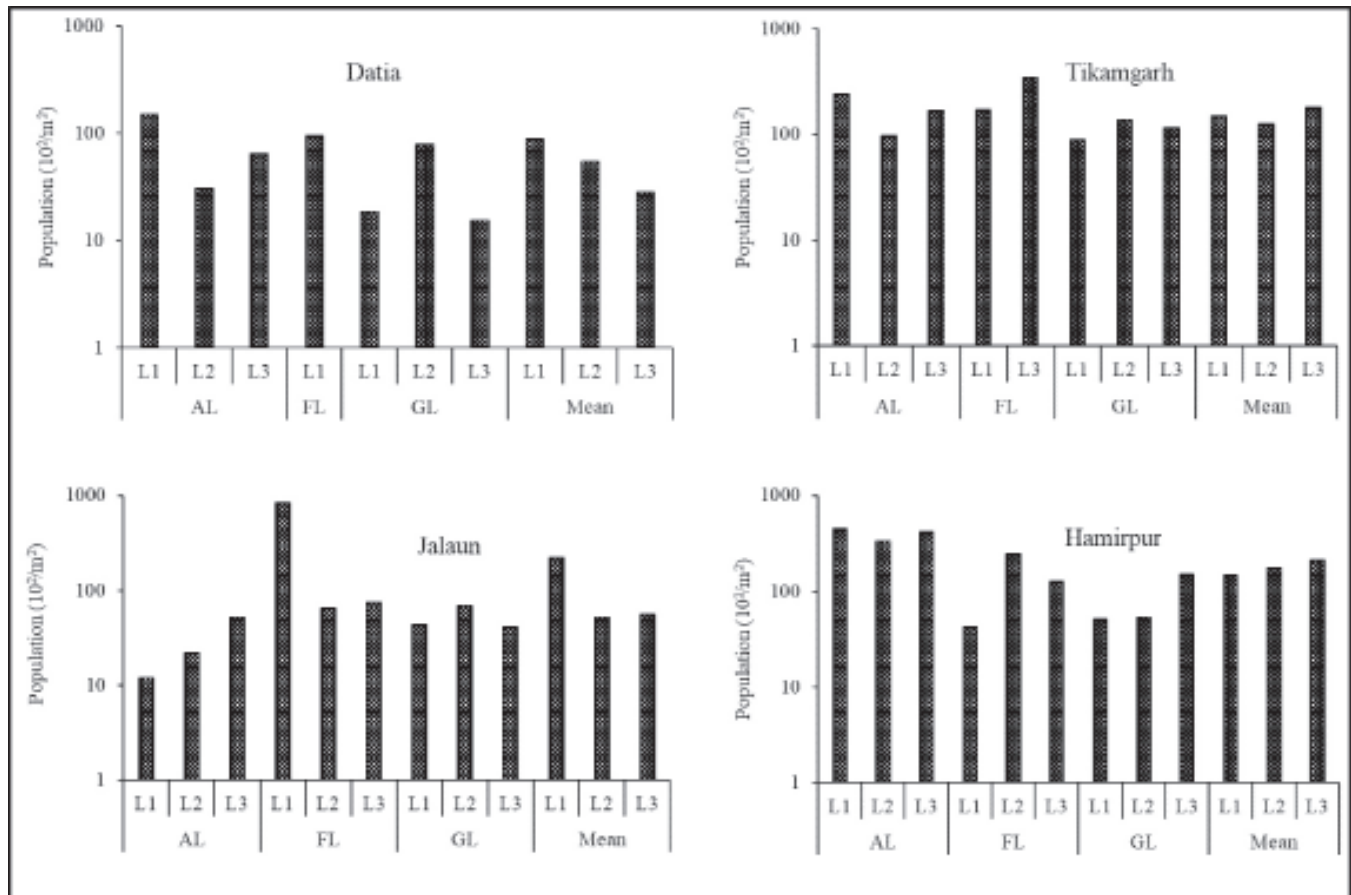 Datia
Population (10²/m²)
1000
100
10
1
L1 L2 L3 L1 L1 L2 L3 L1 L2 L3
AL FL GL Mean
Tikamgarh
Population (10²/m²)
1000
100
10
1
L1 L2 L3 L1 L3 L1 L2 L3 L1 L2 L3
AL FL GL Mean
Jalaun
Population (10²/m²)
1000
100
10
1
L1 L2 L3 L1 L2 L3 L1 L2 L3 L1 L2 L3
AL FL GL Mean
Hamirpur
Population (10²/m²)
1000
100
10
1
L1 L2 L3 L1 L2 L3 L1 L2 L3 L1 L2 L3
AL FL GL Mean